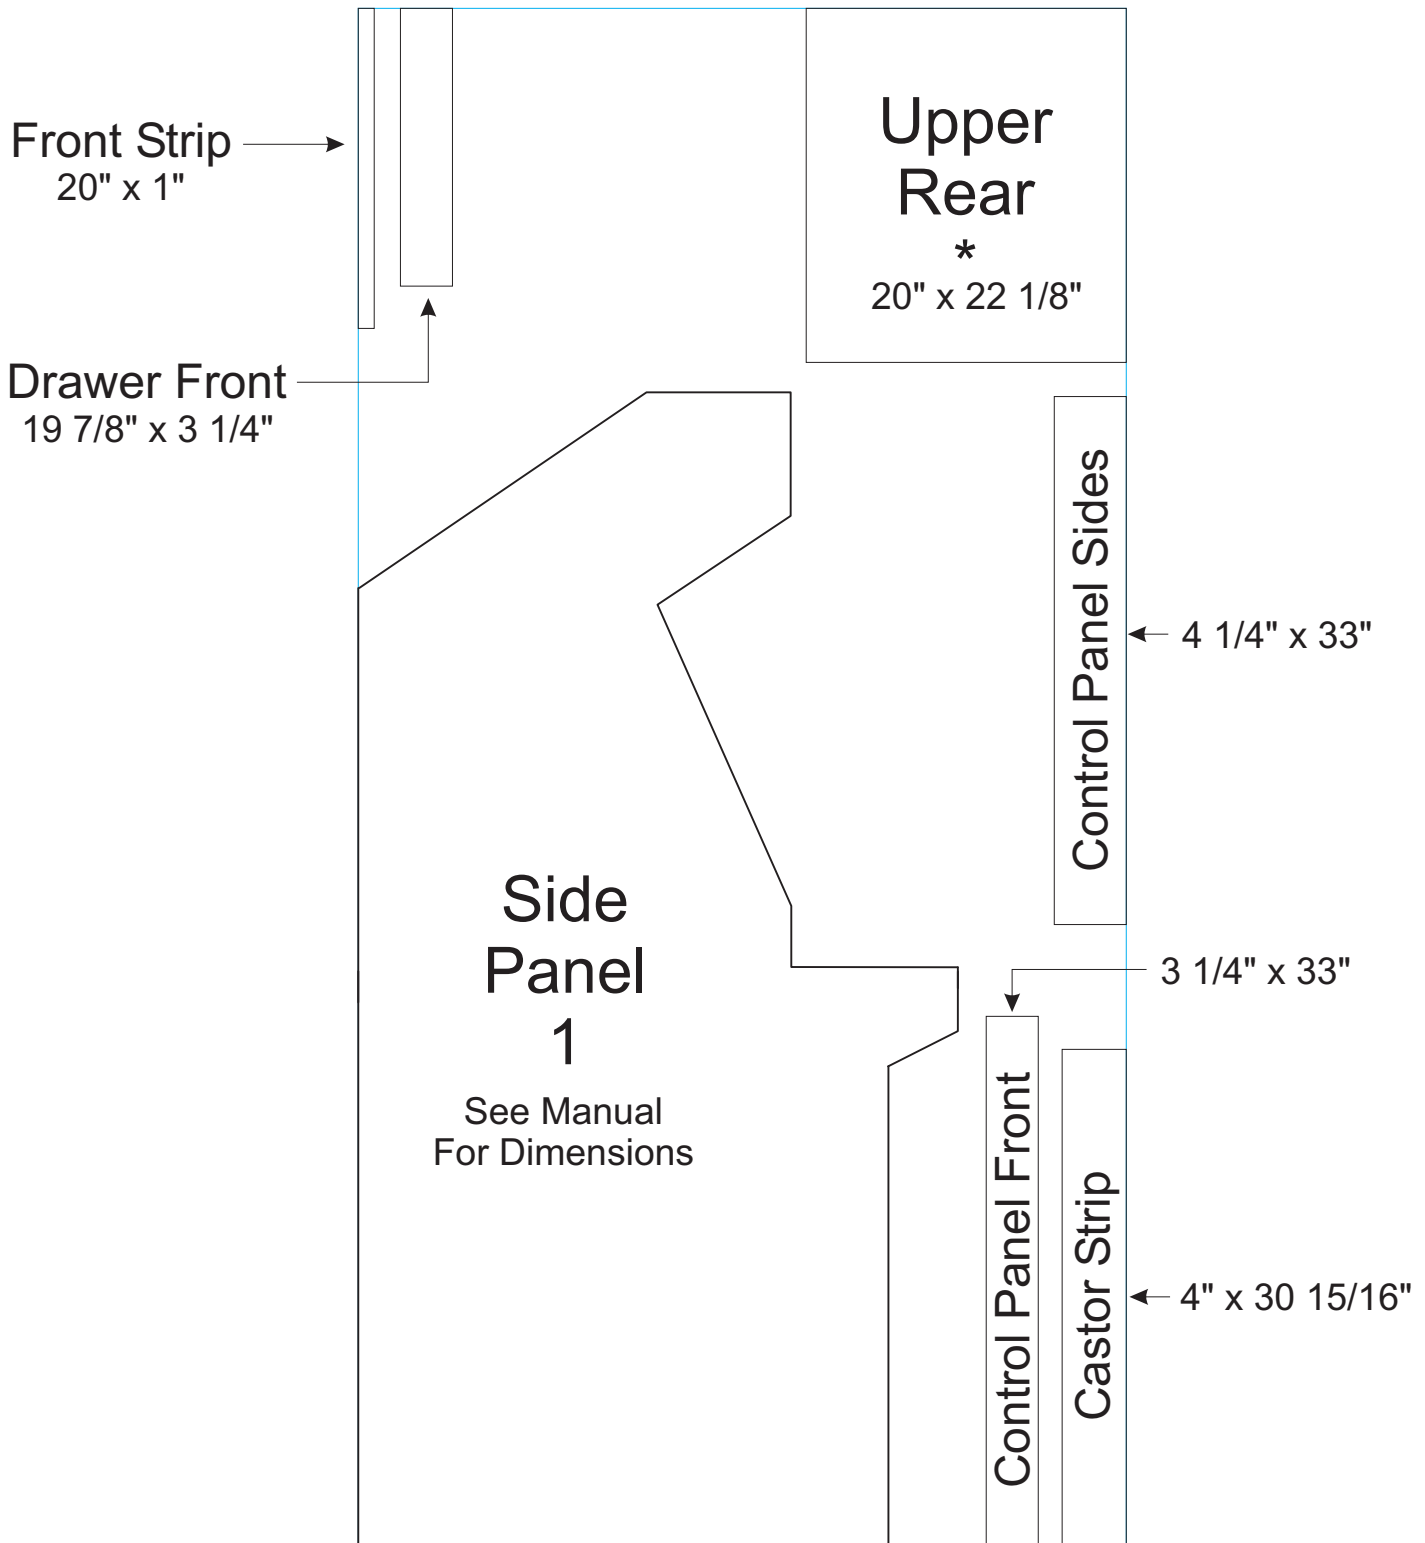 Front Strip
20" x 1"
Upper
Rear
*
20" x 22 1/8"
Drawer Front
19 7/8" x 3 1/4"
Control Panel Sides
4 1/4" x 33"
Side
Panel
1
See Manual
For Dimensions
3 1/4" x 33"
Control Panel Front
Castor Strip
4" x 30 15/16"